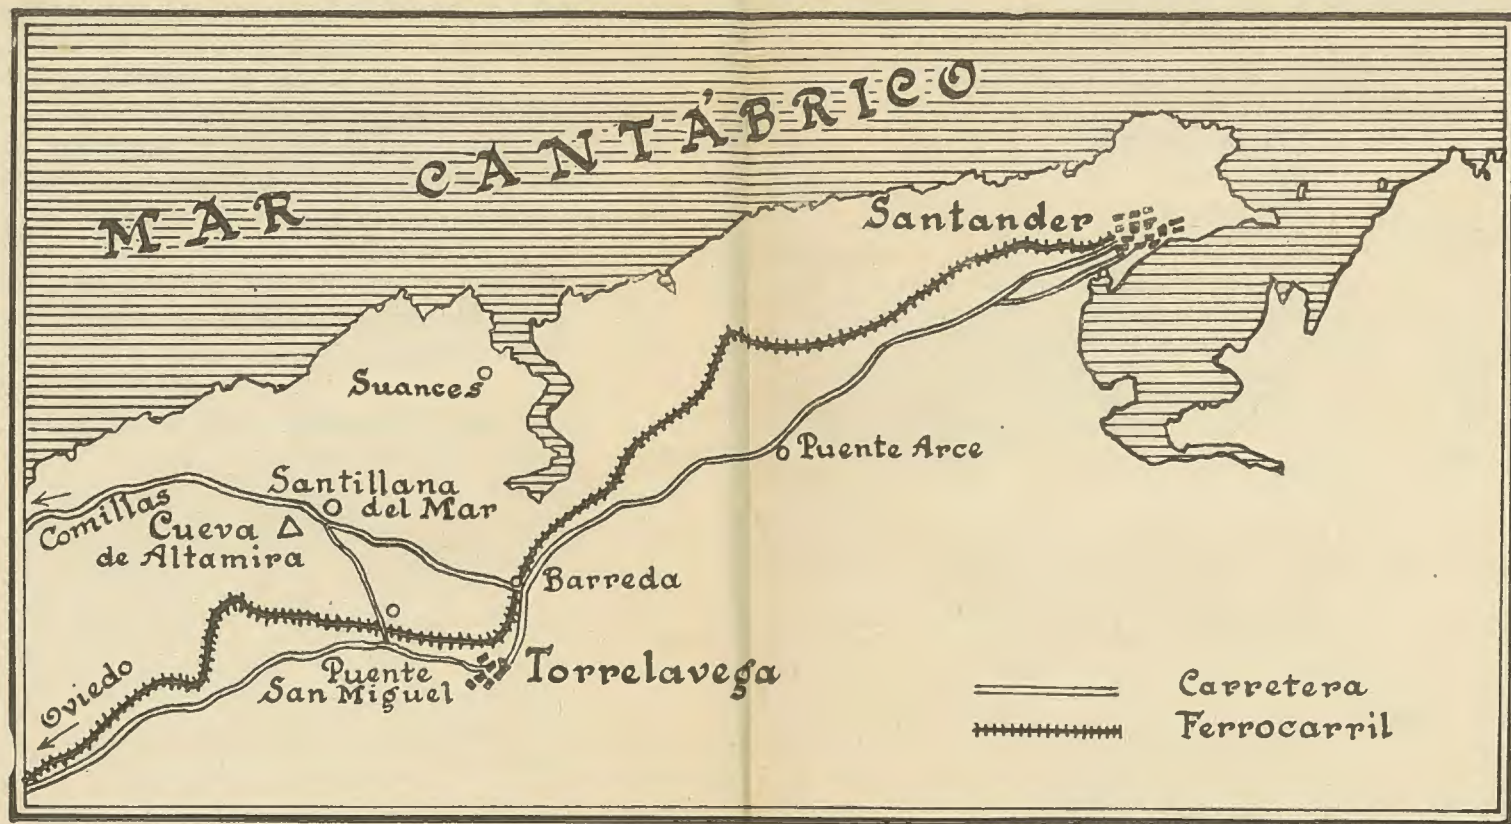 MAR CANTÁBRICO
Santander
Suances
Puente Arce
Santillana
del Mar
Comillas
Cueva
de Altamira
Barreda
Puente
San Miguel
Torrelavega
Oviedo
Carretera
Ferrocarril